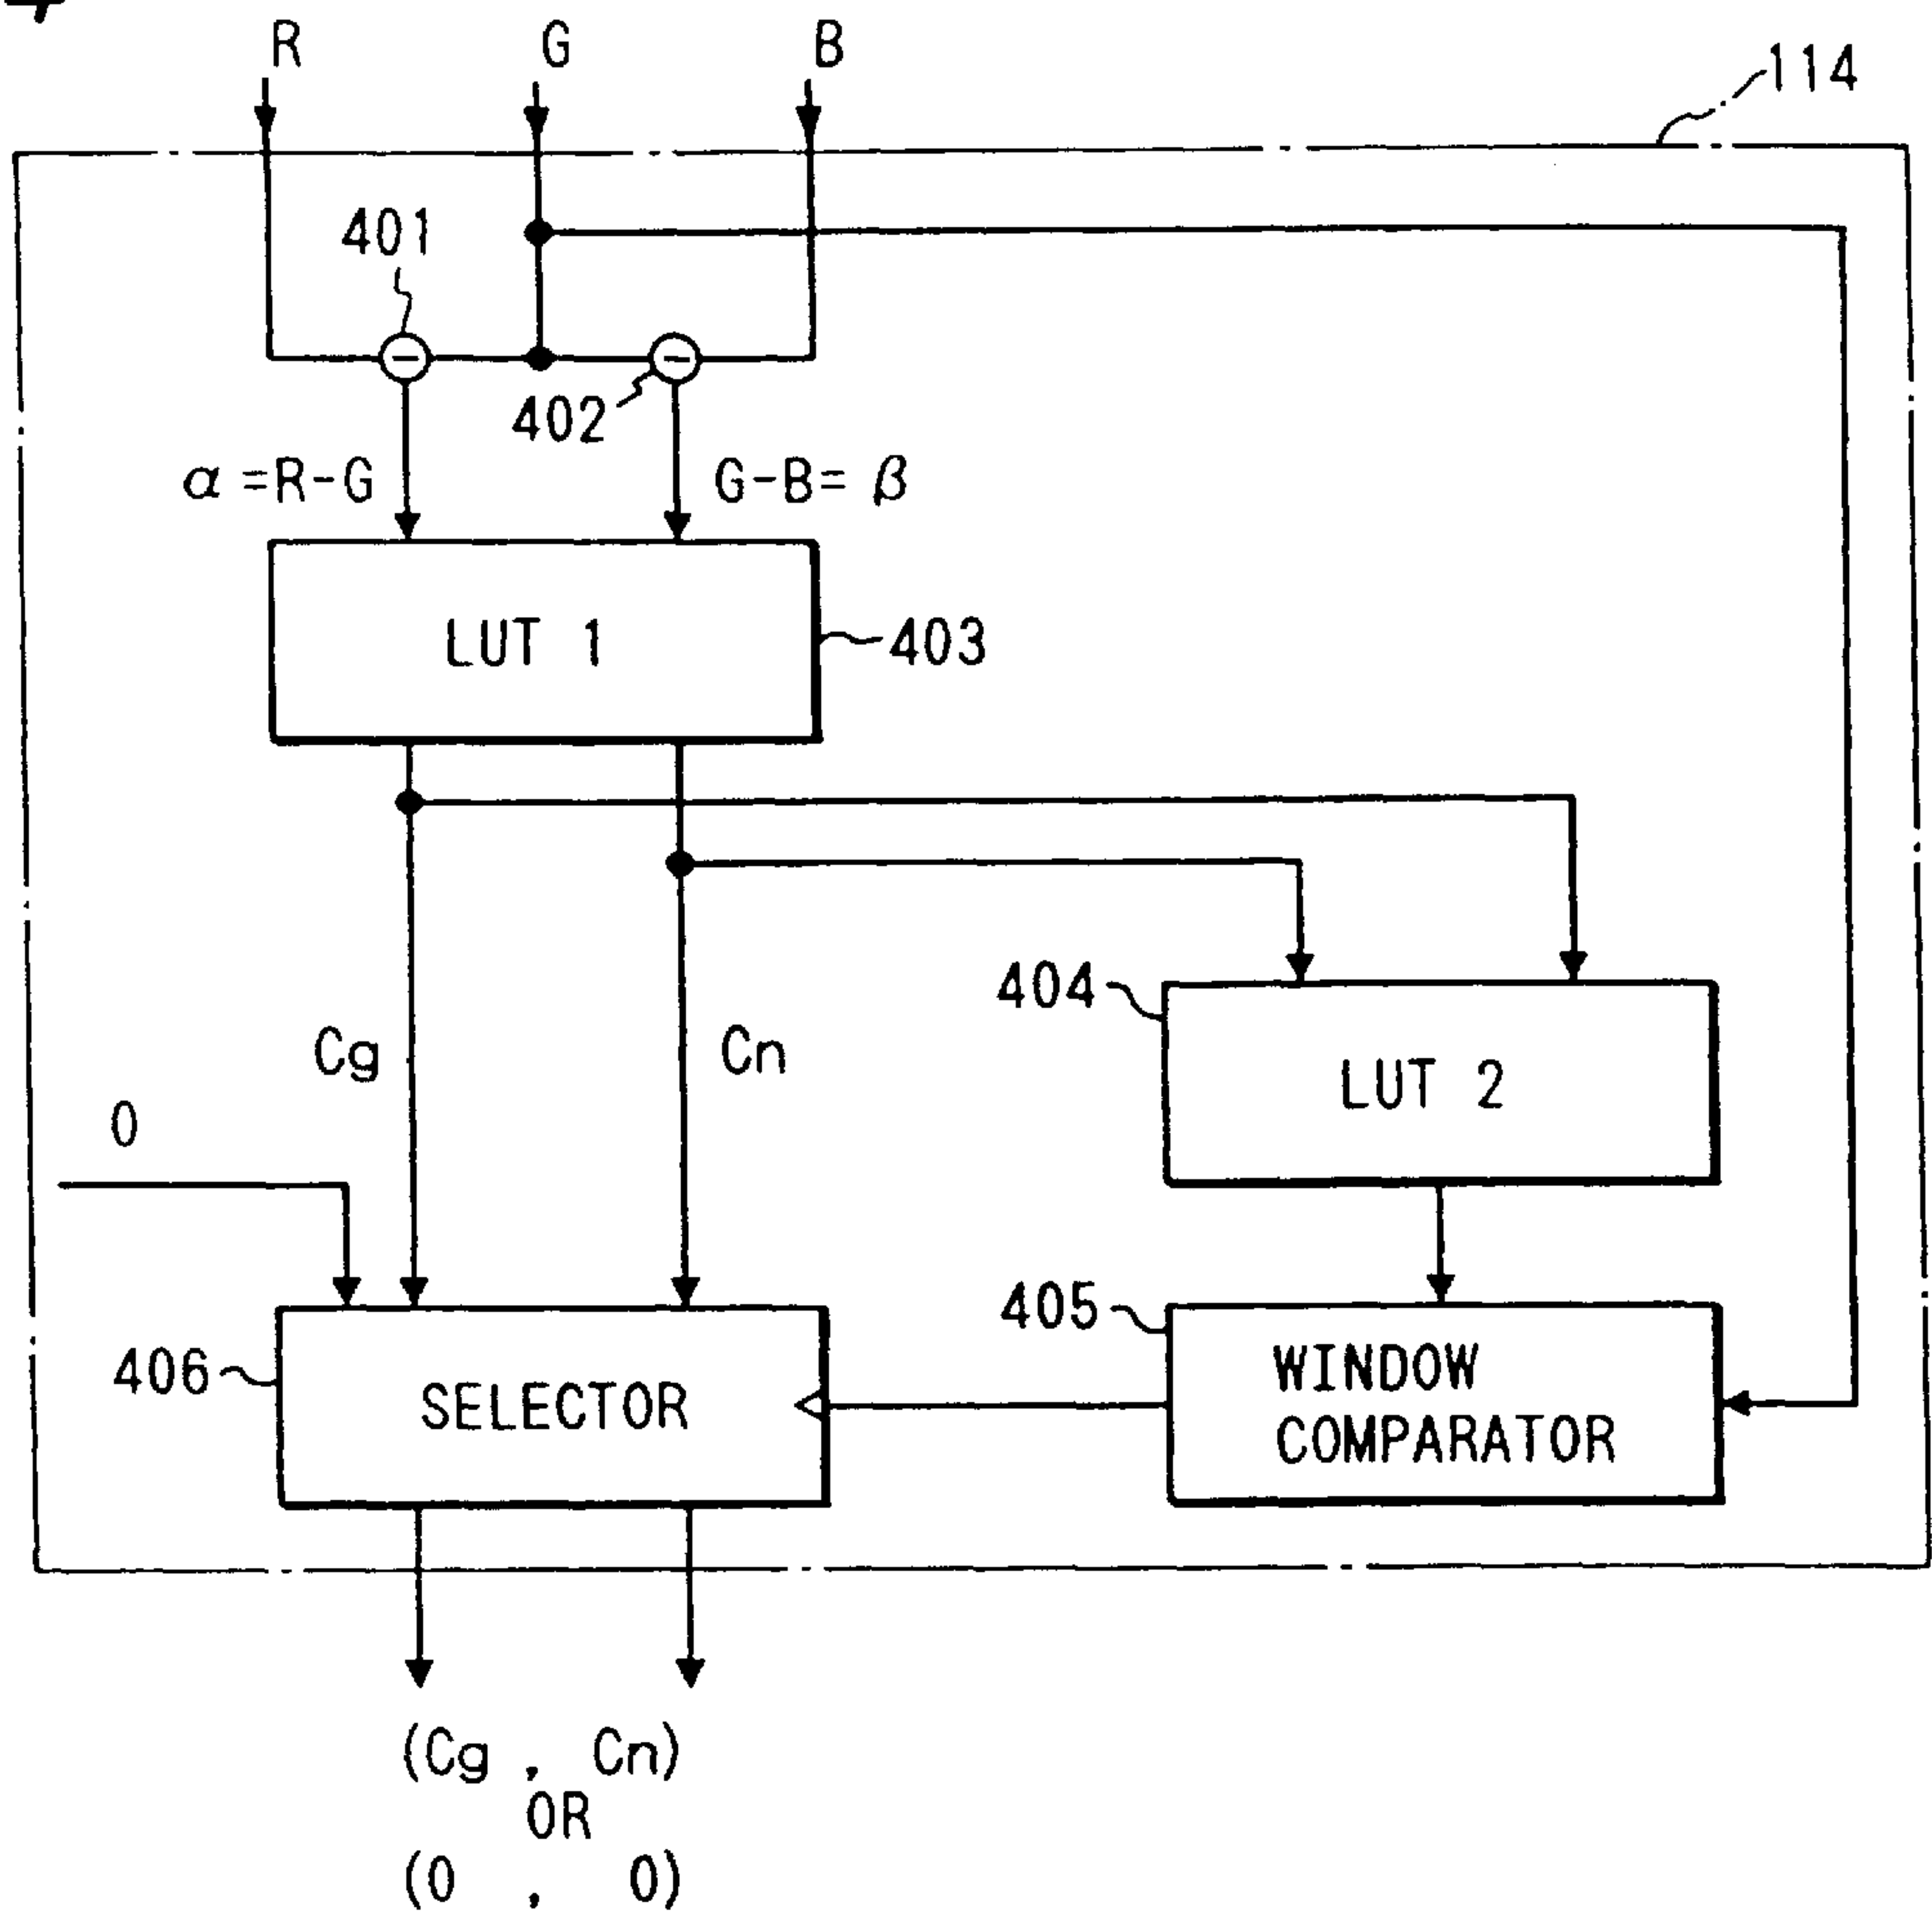 R G B
114
401
402
α =R-G G-B= β
LUT 1
403
404
Cg Cn
LUT 2
0
405
406
SELECTOR
WINDOW
COMPARATOR
(Cg , Cn)
OR
(0 , 0)